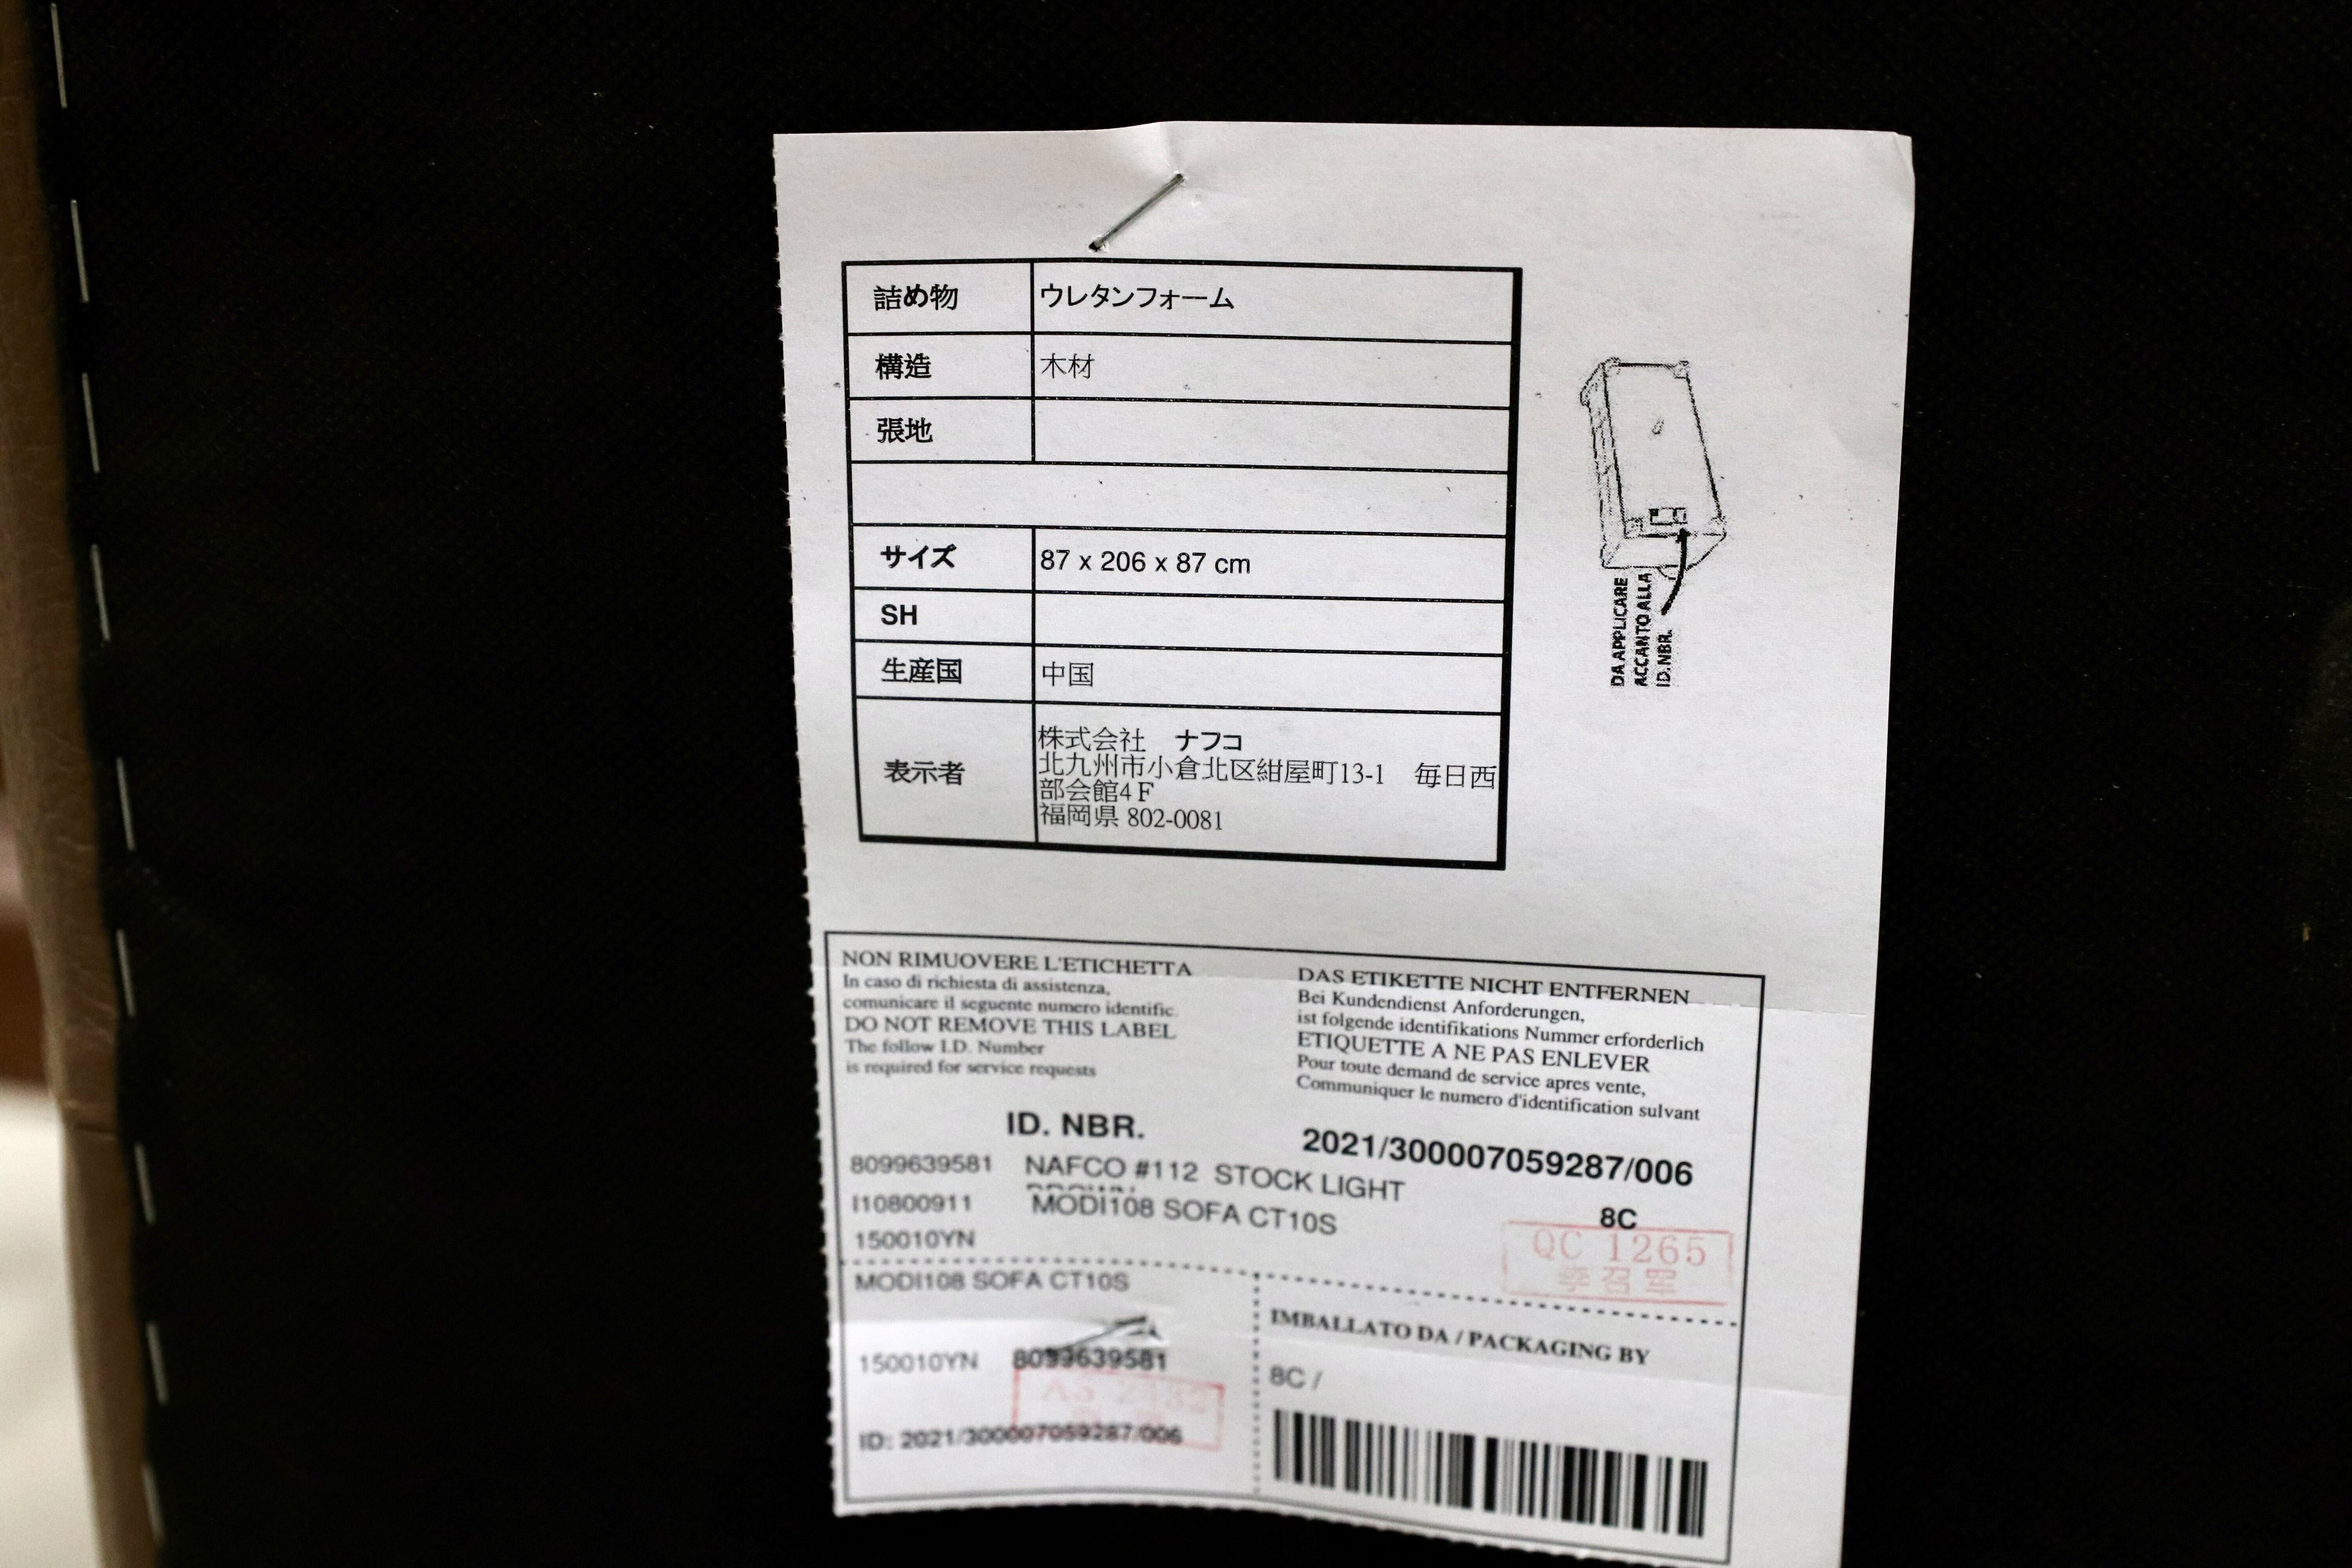 詰め物 ウレタンフォーム
構造 木材
張地
サイズ 87 x 206 x 87 cm
SH
生産国 中国
表示者
株式会社 ナフコ
北九州市小倉北区紺屋町13-1 毎日西
部会館4F
福岡県 802-0081
DA APPLICARE
ACCANTO ALLA
ID.NBR.
NON RIMUOVERE L'ETICHETTA
In caso di richiesta di assistenza,
comunicare il seguente numero identific.
DO NOT REMOVE THIS LABEL
The follow I.D. Number
is required for service requests
DAS ETIKETTE NICHT ENTFERNEN
Bei Kundendienst Anforderungen,
ist folgende identifikations Nummer erforderlich
ETIQUETTE A NE PAS ENLEVER
Pour toute demand de service apres vente,
Communiquer le numero d'identification sulvant
ID. NBR. 2021/300007059287/006
8099639581 NAFCO #112 STOCK LIGHT
I10800911 MODI108 SOFA CT10S 8C
150010YN
QC 1265
李召军
MODI108 SOFA CT10S
IMBALLATO DA / PACKAGING BY
150010YN 8099639581
8C /
ID: 2021/300007059287/006